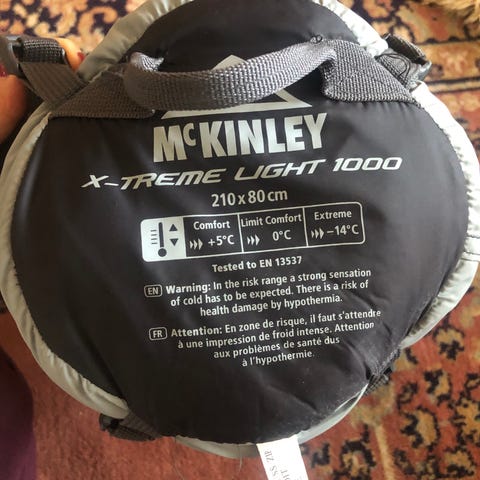 McKINLEY
X-TREME LIGHT 1000
210 x 80 cm
Comfort Limit Comfort Extreme
+5°C 0°C -14°C
Tested to EN 13537
EN Warning: In the risk range a strong sensation
of cold has to be expected. There is a risk of
health damage by hypothermia.
FR Attention: En zone de risque, il faut s'attendre
à une impression de froid intense. Attention
aux problèmes de santé dus
à l'hypothermie.